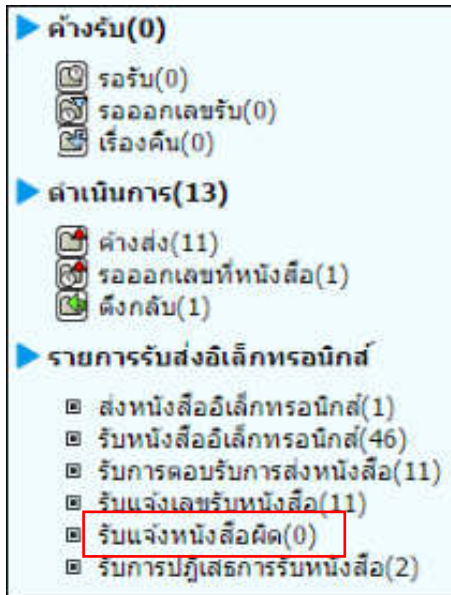 ค้างรับ(0)
รอรับ(0)
รอออกเลขรับ(0)
เรื่องคืน(0)
ดำเนินการ(13)
ค้างส่ง(11)
รอออกเลขที่หนังสือ(1)
ดึงกลับ(1)
รายการรับส่งอิเล็กทรอนิกส์
ส่งหนังสืออิเล็กทรอนิกส์(1)
รับหนังสืออิเล็กทรอนิกส์(46)
รับการตอบรับการส่งหนังสือ(11)
รับแจ้งเลขรับหนังสือ(11)
รับแจ้งหนังสือผิด(0)
รับการปฏิเสธการรับหนังสือ(2)